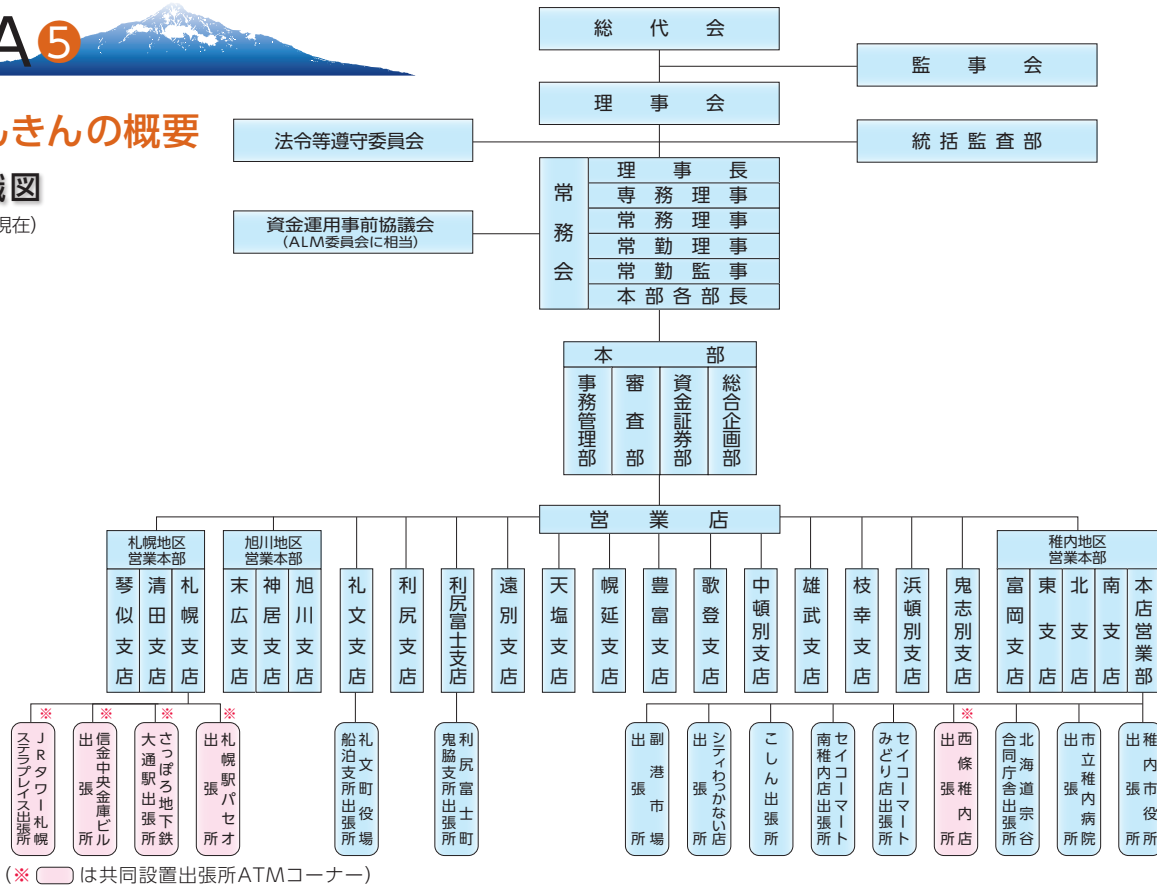 A5
んきんの概要
織図
現在)
総代会
監事会
理事会
法令等遵守委員会
統括監査部
常務会
理事長
専務理事
常務理事
常勤理事
常勤監事
本部各部長
資金運用事前協議会
(ALM委員会に相当)
本部
事務管理部
審査部
資金証券部
総合企画部
営業店
札幌地区
営業本部
琴似支店
清田支店
札幌支店
旭川地区
営業本部
末広支店
神居支店
旭川支店
礼文支店
利尻支店
利尻富士支店
遠別支店
天塩支店
幌延支店
豊富支店
歌登支店
中頓別支店
雄武支店
枝幸支店
浜頓別支店
鬼志別支店
稚内地区
営業本部
富岡支店
東支店
北支店
南支店
本店営業部
※
JRタワー札幌
ステラプレイス出張所
※
信金中央金庫ビル
出張所
※
さっぽろ地下鉄
大通駅出張所
※
札幌駅パセオ
出張所
礼文町役場
船泊支所出張所
利尻富士町
鬼脇支所出張所
副港市場
出張所
シティわっかない店
出張所
こしん出張所
セイコーマート
南稚内店出張所
セイコーマート
みどり店出張所
※
西條稚内店
出張所
北海道宗谷
合同庁舎出張所
市立稚内病院
出張所
稚内市役所
出張所
(※ は共同設置出張所ATMコーナー)